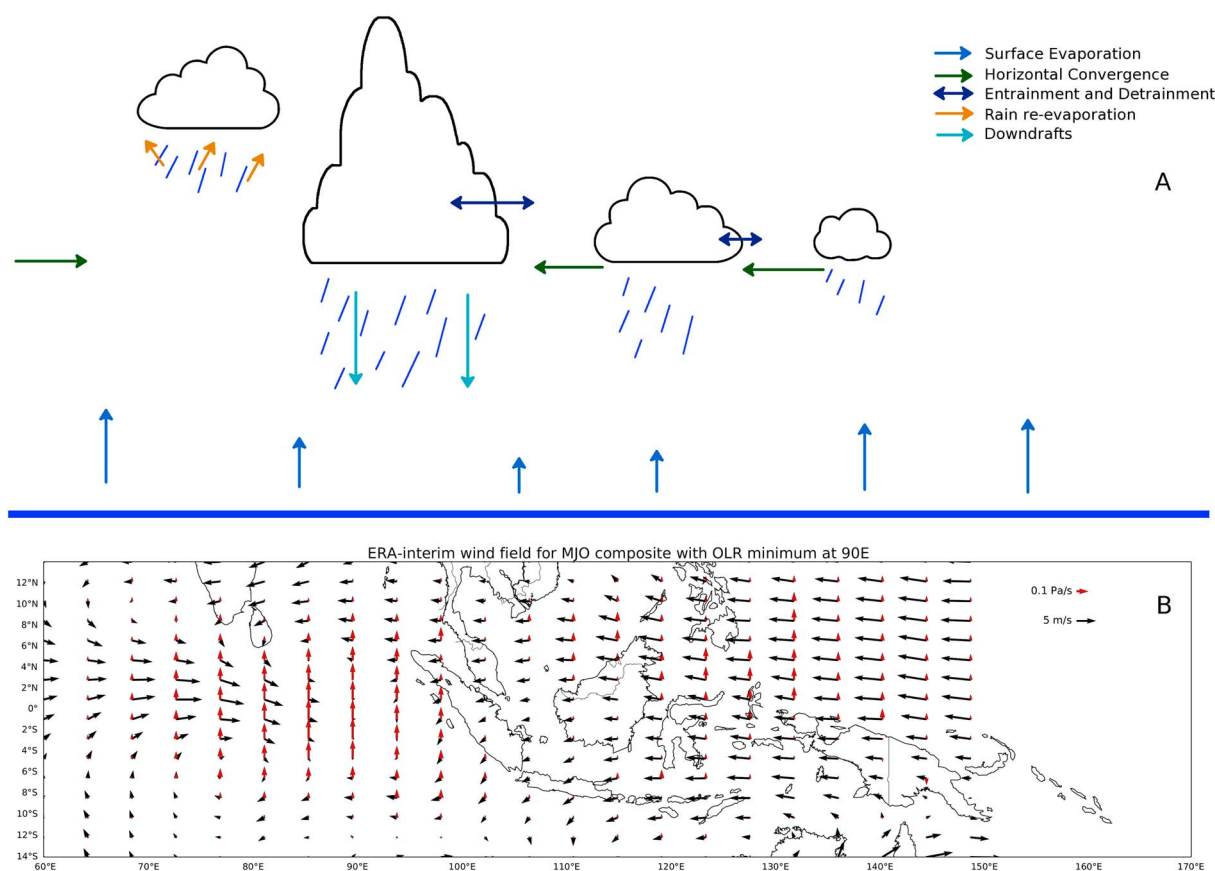 Surface Evaporation
Horizontal Convergence
Entrainment and Detrainment
Rain re-evaporation
Downdrafts
A
ERA-interim wind field for MJO composite with OLR minimum at 90E
0.1 Pa/s
B
5 m/s
12°N
10°N
8°N
6°N
4°N
2°N
0°
2°S
4°S
6°S
8°S
10°S
12°S
14°S
60°E 70°E 80°E 90°E 100°E 110°E 120°E 130°E 140°E 150°E 160°E 170°E